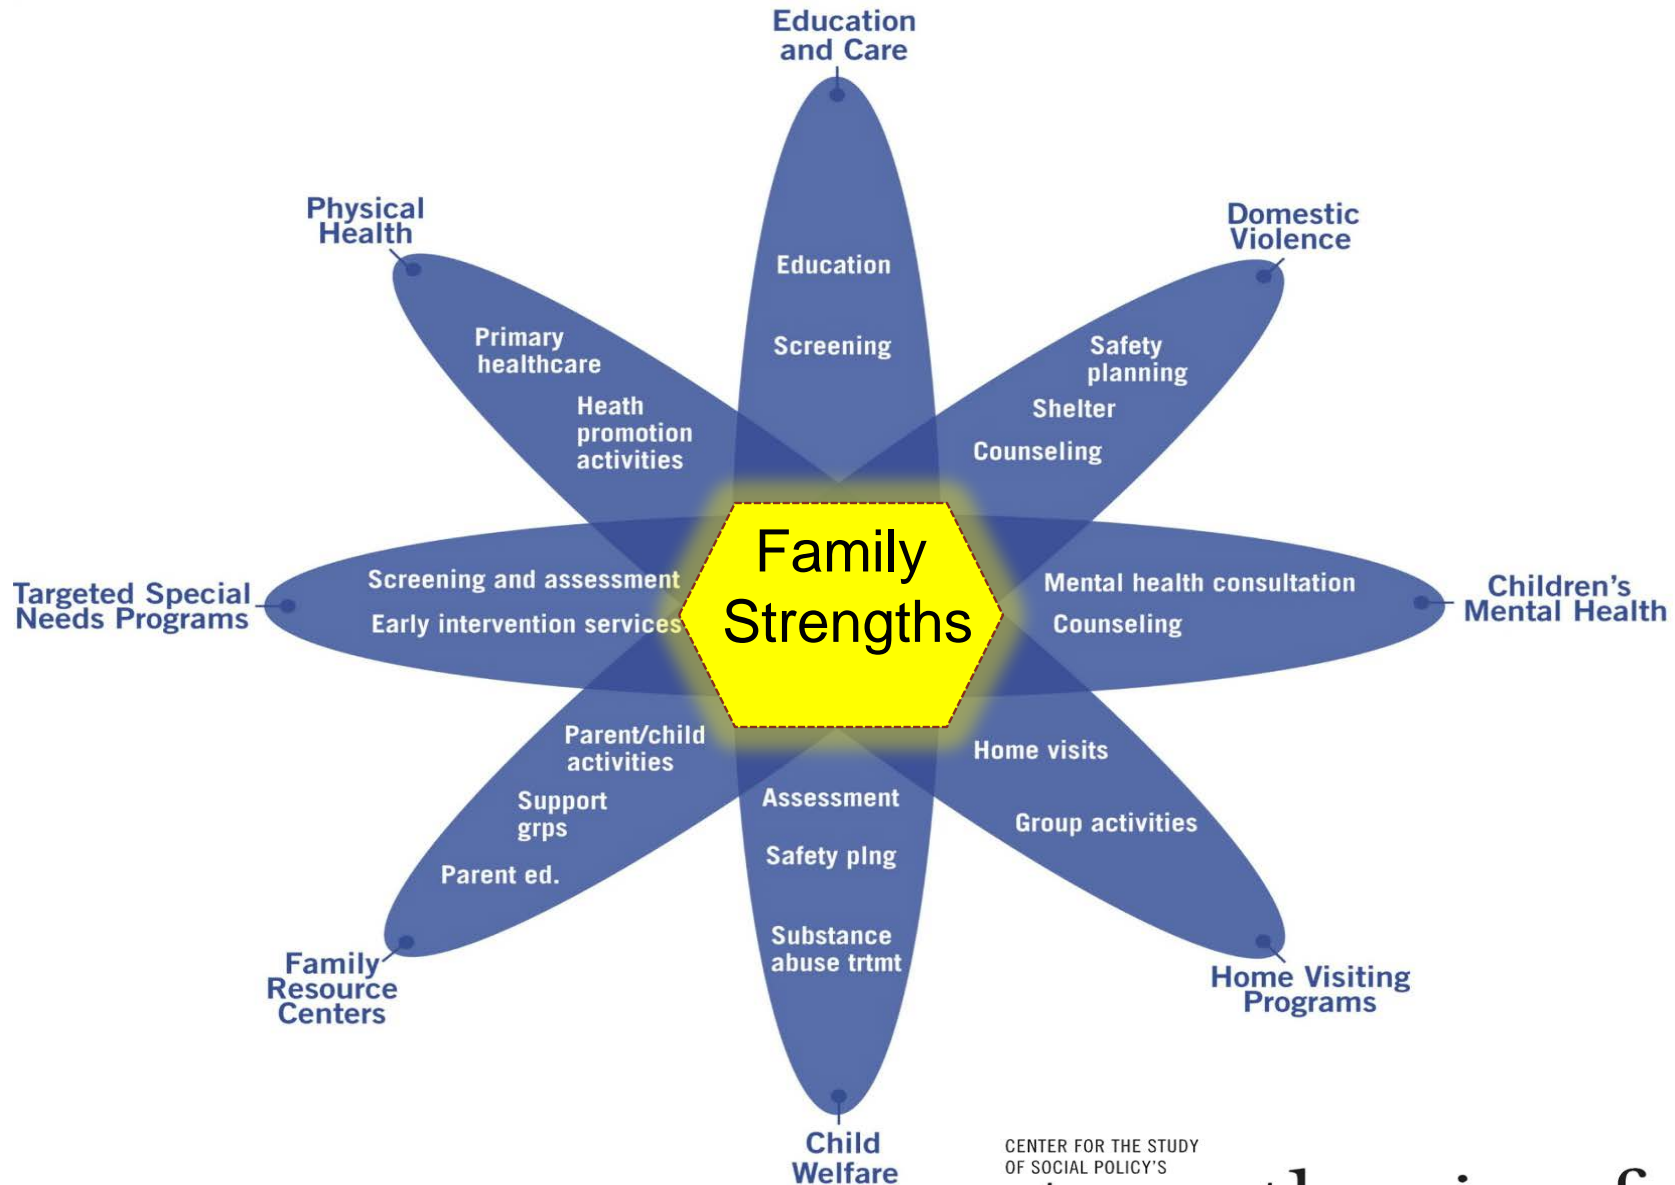 Education
and Care
Physical
Health
Domestic
Violence
Education
Screening
Primary
healthcare
Heath
promotion
activities
Safety
planning
Shelter
Counseling
Family
Strengths
Targeted Special
Needs Programs
Screening and assessment
Early intervention services
Mental health consultation
Counseling
Children's
Mental Health
Parent/child
activities
Support
grps
Parent ed.
Assessment
Safety plng
Substance
abuse trtmt
Home visits
Group activities
Family
Resource
Centers
Home Visiting
Programs
Child
Welfare
CENTER FOR THE STUDY
OF SOCIAL POLICY'S